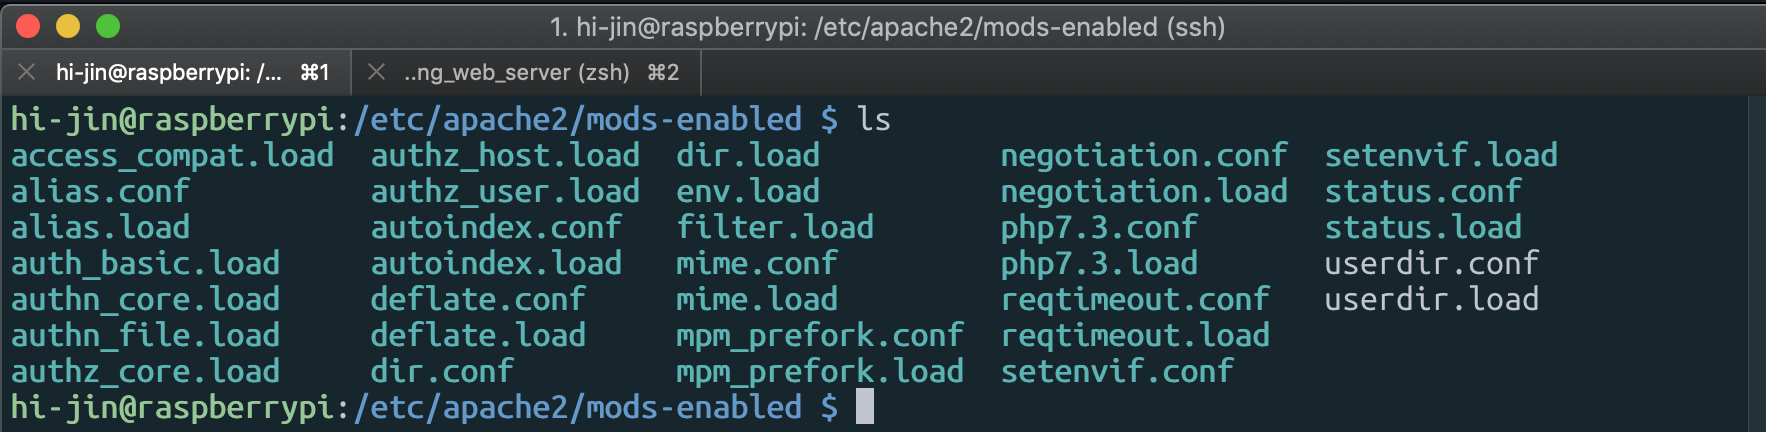 1. hi-jin@raspberrypi: /etc/apache2/mods-enabled (ssh)
hi-jin@raspberrypi: /... ⌘1 ..ng_web_server (zsh) ⌘2
hi-jin@raspberrypi:/etc/apache2/mods-enabled $ ls
access_compat.load authz_host.load dir.load negotiation.conf setenvif.load
alias.conf authz_user.load env.load negotiation.load status.conf
alias.load autoindex.conf filter.load php7.3.conf status.load
auth_basic.load autoindex.load mime.conf php7.3.load userdir.conf
authn_core.load deflate.conf mime.load reqtimeout.conf userdir.load
authn_file.load deflate.load mpm_prefork.conf reqtimeout.load
authz_core.load dir.conf mpm_prefork.load setenvif.conf
hi-jin@raspberrypi:/etc/apache2/mods-enabled $